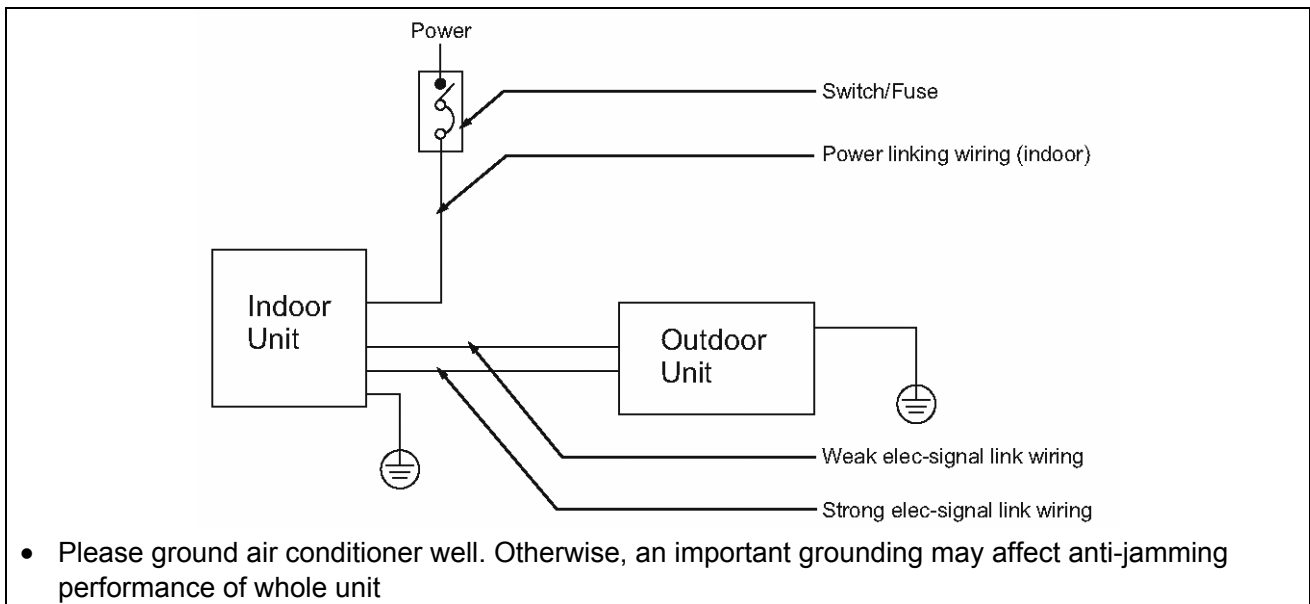 Power
Switch/Fuse
Power linking wiring (indoor)
Indoor
Unit
Outdoor
Unit
Weak elec-signal link wiring
Strong elec-signal link wiring
• Please ground air conditioner well. Otherwise, an important grounding may affect anti-jamming
performance of whole unit